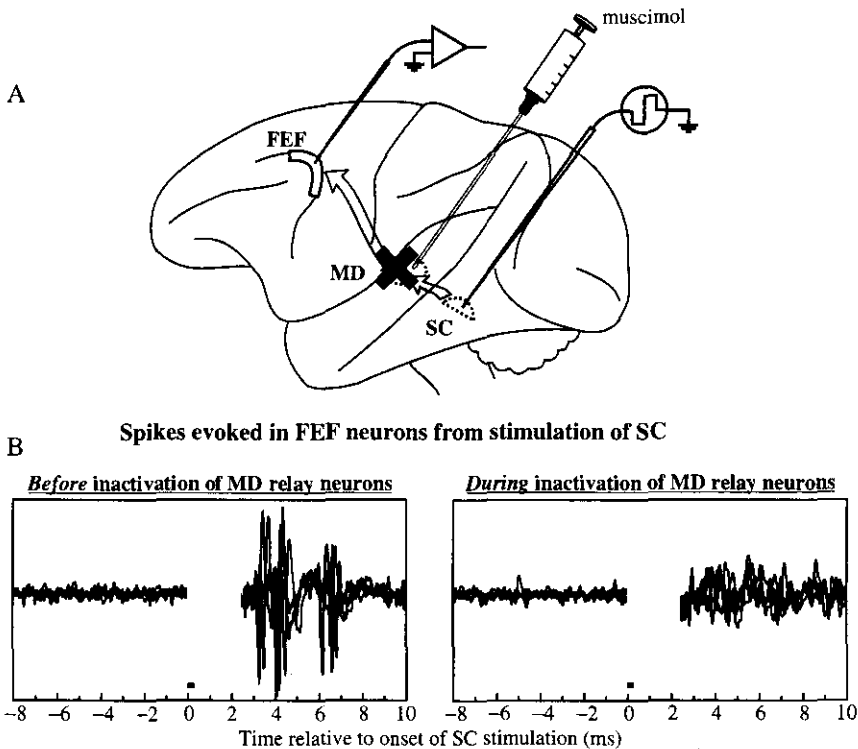 muscimol
A
FEF
MD
SC
Spikes evoked in FEF neurons from stimulation of SC
B
Before inactivation of MD relay neurons
During inactivation of MD relay neurons
−8 −6 −4 −2 0 2 4 6 8 10
−8 −6 −4 −2 0 2 4 6 8 10
Time relative to onset of SC stimulation (ms)